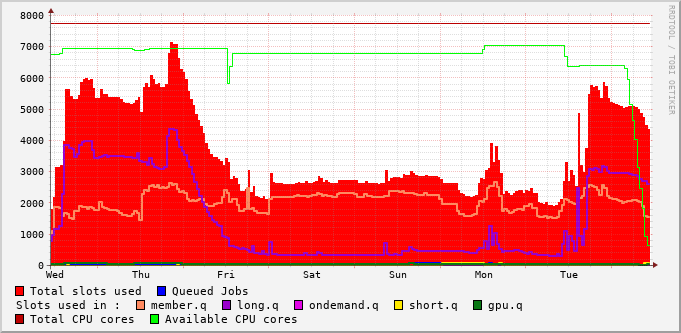 8000
7000
6000
5000
4000
3000
2000
1000
0
Wed Thu Fri Sat Sun Mon Tue
RRDTOOL / TOBI OETIKER
Total slots used Queued Jobs
Slots used in : member.q long.q ondemand.q short.q gpu.q
Total CPU cores Available CPU cores